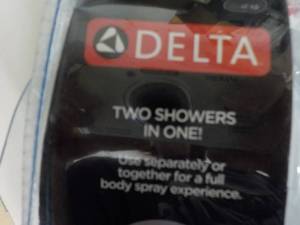 DELTA
TWO SHOWERS
IN ONE!
Use separately or
together for a full
body spray experience.